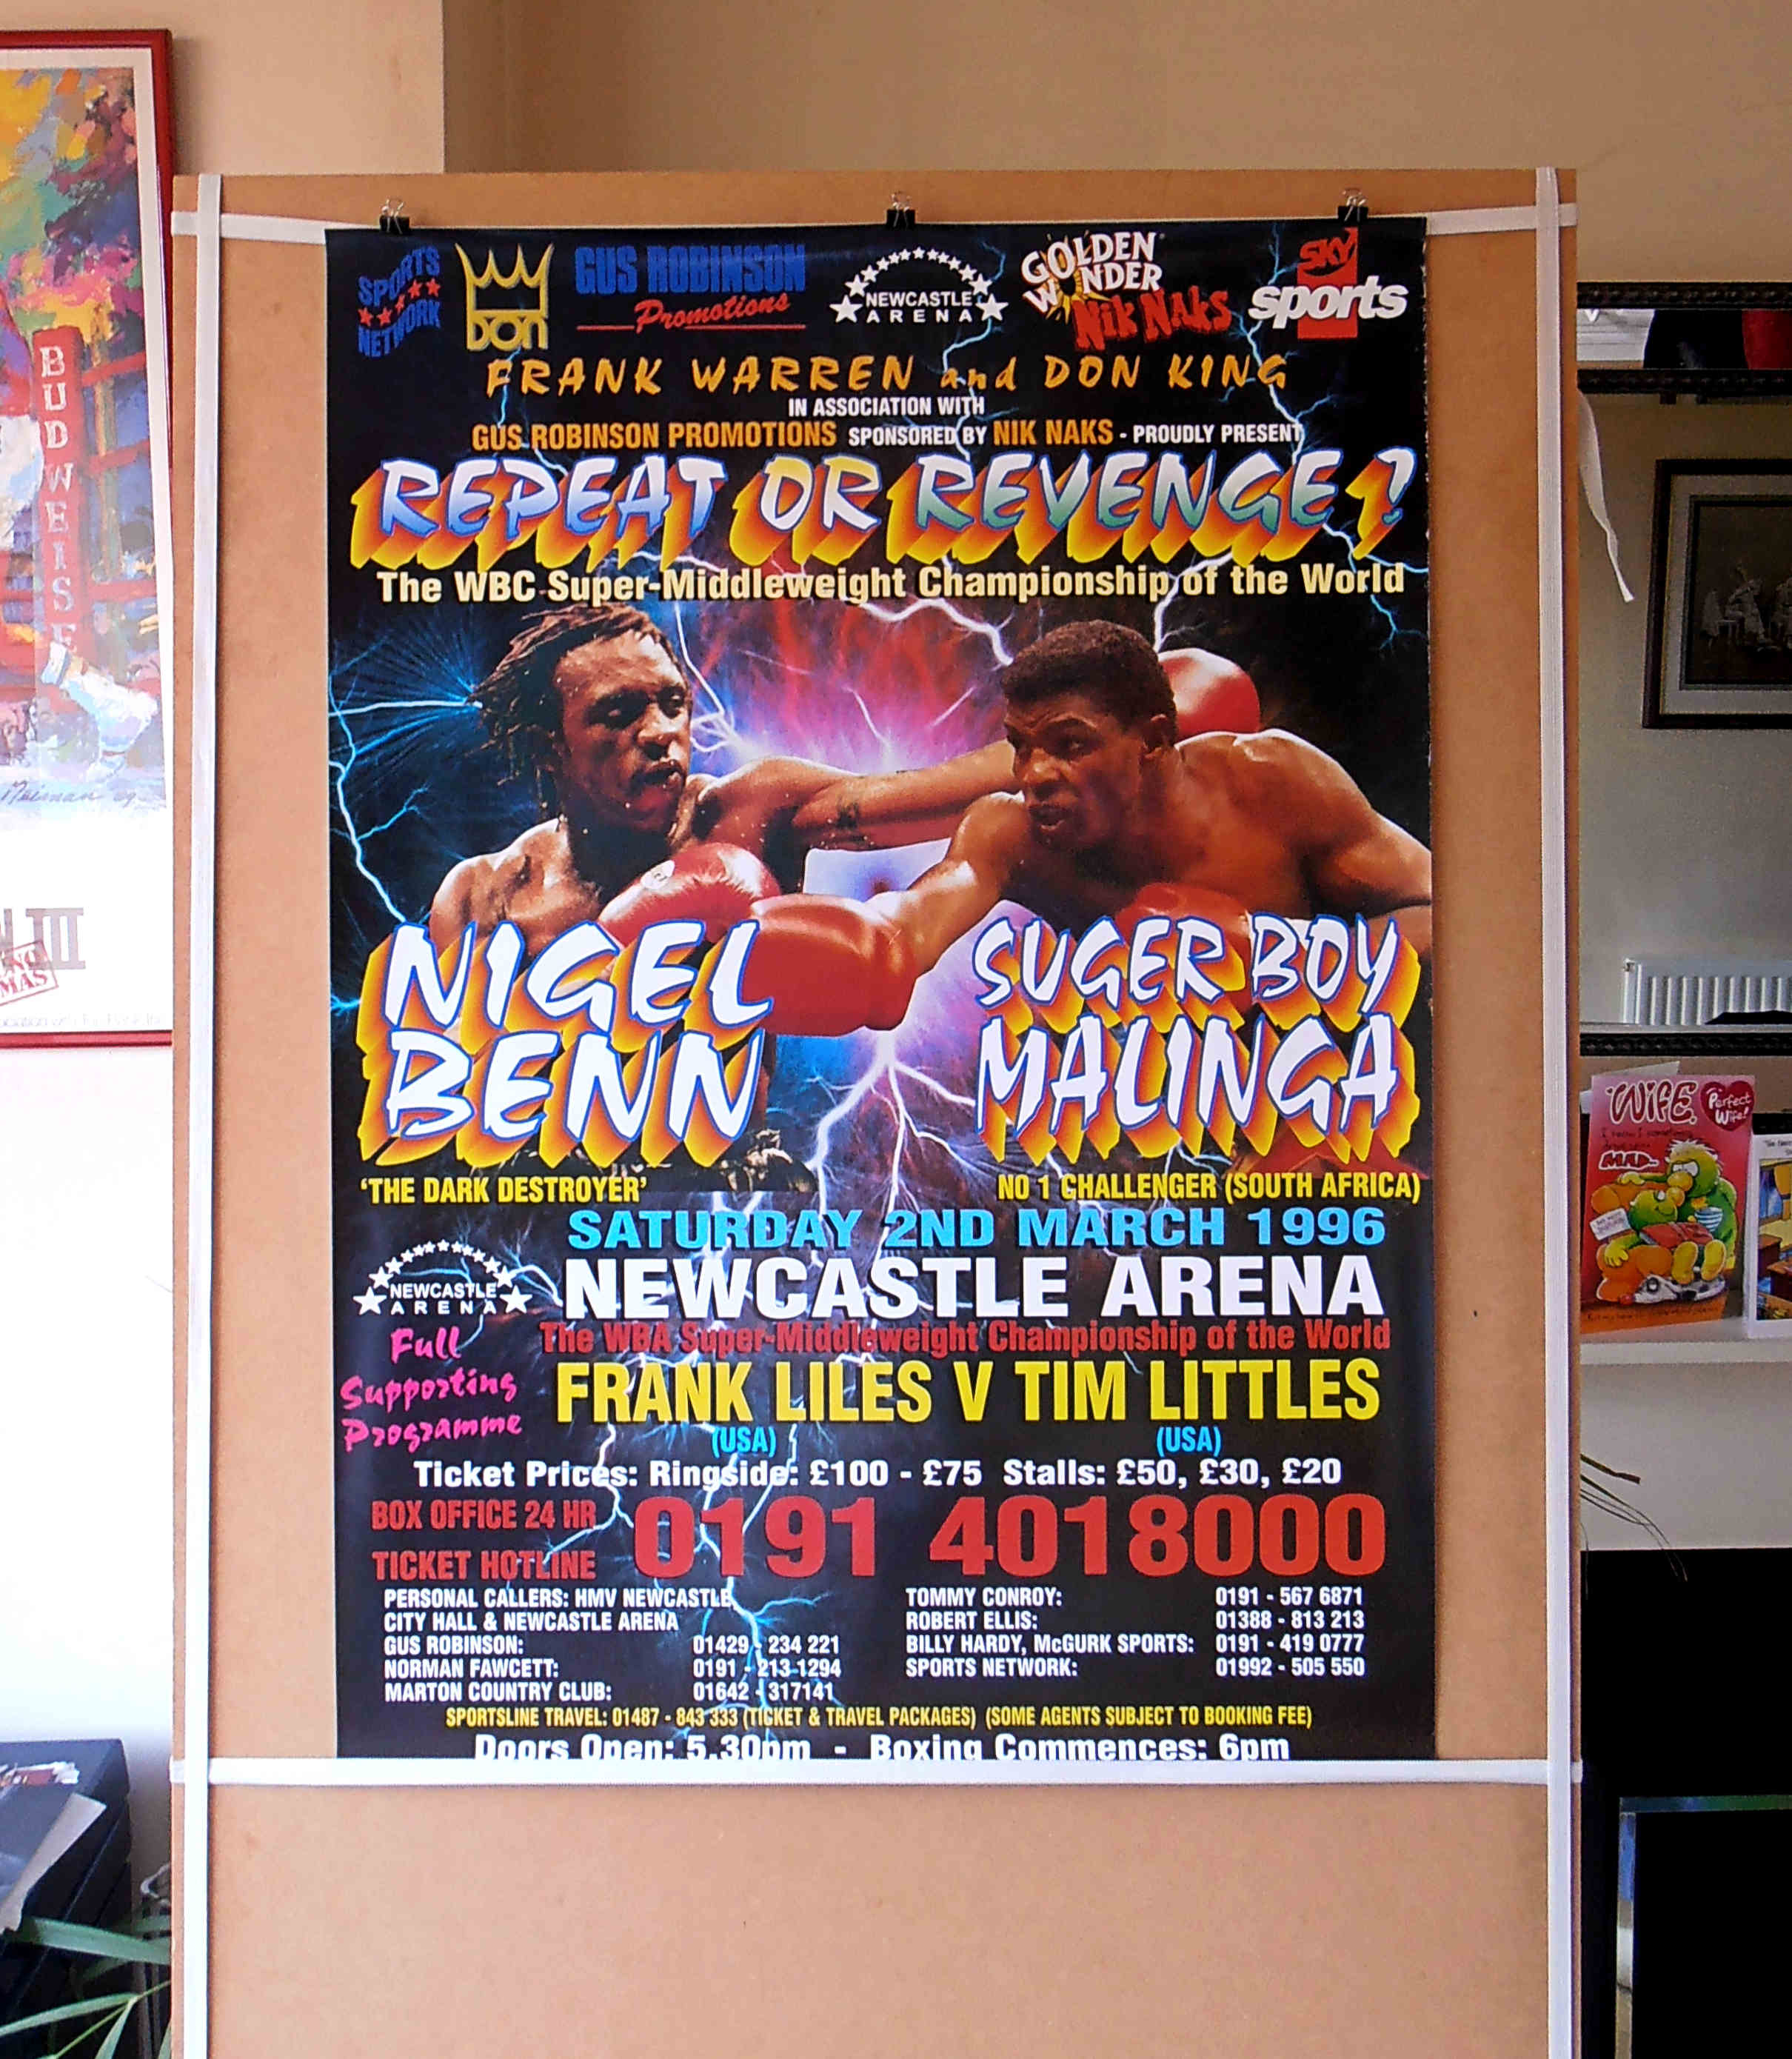 SPORTS
NETWORK
DON
GUS ROBINSON
Promotions
NEWCASTLE
ARENA
GOLDEN
WONDER
Nik NAKs
SKY
sports
FRANK WARREN and DON KING
IN ASSOCIATION WITH
GUS ROBINSON PROMOTIONS SPONSORED BY NIK NAKS - PROUDLY PRESENT
REPEAT OR REVENGE?
The WBC Super-Middleweight Championship of the World
NIGEL
BENN
SUGER BOY
MALINGA
'THE DARK DESTROYER'
NO 1 CHALLENGER (SOUTH AFRICA)
SATURDAY 2ND MARCH 1996
NEWCASTLE
ARENA
NEWCASTLE ARENA
Full
Supporting
Programme
The WBA Super-Middleweight Championship of the World
FRANK LILES V TIM LITTLES
(USA) (USA)
Ticket Prices: Ringside: £100 - £75 Stalls: £50, £30, £20
BOX OFFICE 24 HR
TICKET HOTLINE
0191 4018000
PERSONAL CALLERS: HMV NEWCASTLE
CITY HALL & NEWCASTLE ARENA
GUS ROBINSON: 01429 - 234 221
NORMAN FAWCETT: 0191 - 213-1294
MARTON COUNTRY CLUB: 01642 - 317141
TOMMY CONROY: 0191 - 567 6871
ROBERT ELLIS: 01388 - 813 213
BILLY HARDY, McGURK SPORTS: 0191 - 419 0777
SPORTS NETWORK: 01992 - 505 550
SPORTSLINE TRAVEL: 01487 - 843 333 (TICKET & TRAVEL PACKAGES) (SOME AGENTS SUBJECT TO BOOKING FEE)
Doors Open: 5.30pm - Boxing Commences: 6pm
BUDWEISE
Neiman
III
MAS
WIFE
Perfect
Wife!
MAD..